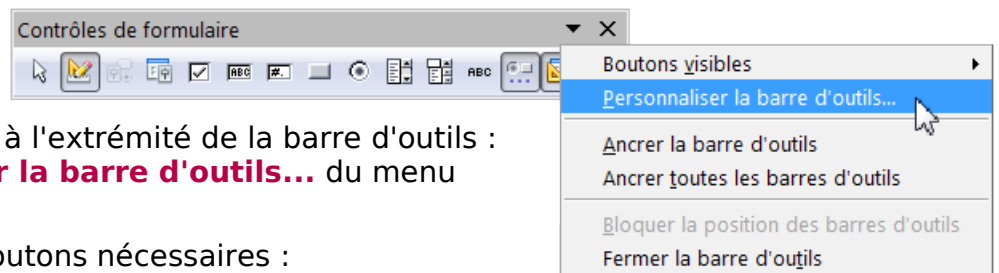 Contrôles de formulaire
ABC #. ABC
Boutons visibles
Personnaliser la barre d'outils...
Ancrer la barre d'outils
Ancrer toutes les barres d'outils
Bloquer la position des barres d'outils
Fermer la barre d'outils
à l'extrémité de la barre d'outils :
r la barre d'outils... du menu
outons nécessaires :